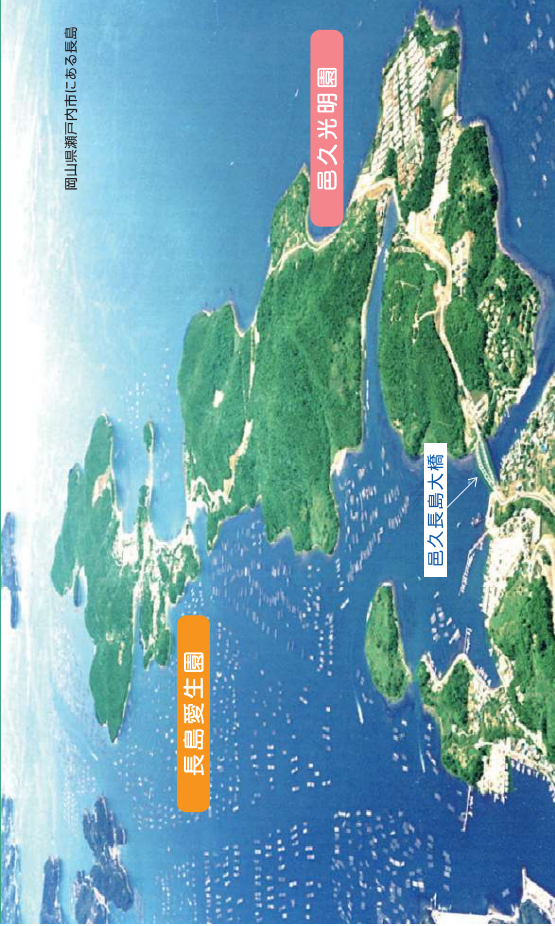 岡山県瀬戸内市にある長島
邑久光明園
長島愛生園
邑久長島大橋